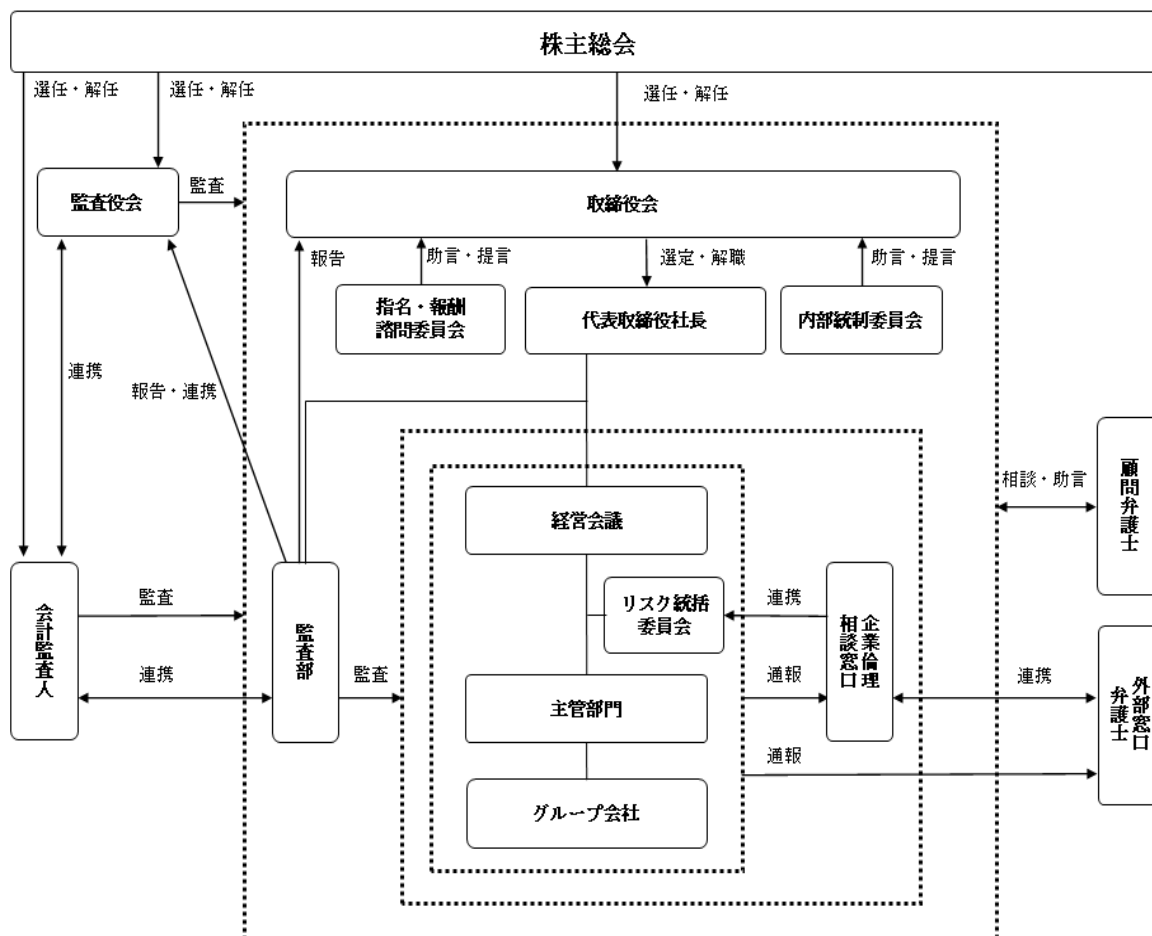 株主総会
選任・解任
選任・解任
選任・解任
監査役会
監査
取締役会
報告
助言・提言
選定・解職
助言・提言
指名・報酬
諮問委員会
代表取締役社長
内部統制委員会
連携
報告・連携
相談・助言
顧問弁護士
経営会議
リスク統括
委員会
連携
企業倫理
相談窓口
会計監査人
監査
連携
監査部
監査
主管部門
通報
連携
外部窓口
弁護士
通報
グループ会社